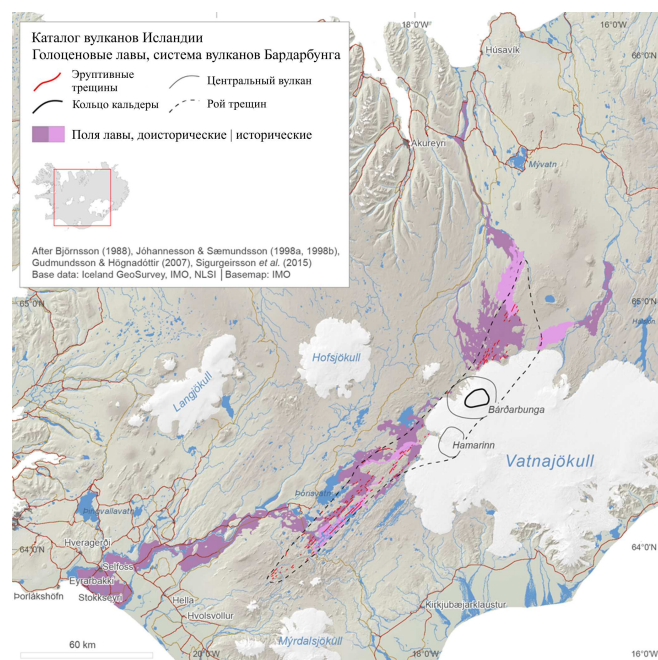 Каталог вулканов Исландии
Голоценовые лавы, система вулканов Бардарбунга
Эруптивные
трещины
Центральный вулкан
Кольцо кальдеры
Рой трещин
Поля лавы, доисторические | исторические
After Björnsson (1988), Jóhannesson & Sæmundsson (1998a, 1998b),
Gudmundsson & Högnadóttir (2007), Sigurgeirsson et al. (2015)
Base data: Iceland GeoSurvey, IMO, NLSI | Basemap: IMO
18°0'W
16°0'W
Húsavík
66°0'N
Akureyri
Mývatn
65°0'N
65°0'N
Hofsjökull
Langjökull
Bárðarbunga
Hamarinn
Vatnajökull
Þórisvatn
Þingvallavatn
Hveragerði
64°0'N
64°0'N
Selfoss
Eyrarbakki
Þorlákshöfn
Stokkseyri
Hella
Hvolsvöllur
Kirkjubæjarklaustur
Mýrdalsjökull
60 km
20°0'W
18°0'W
16°0'W